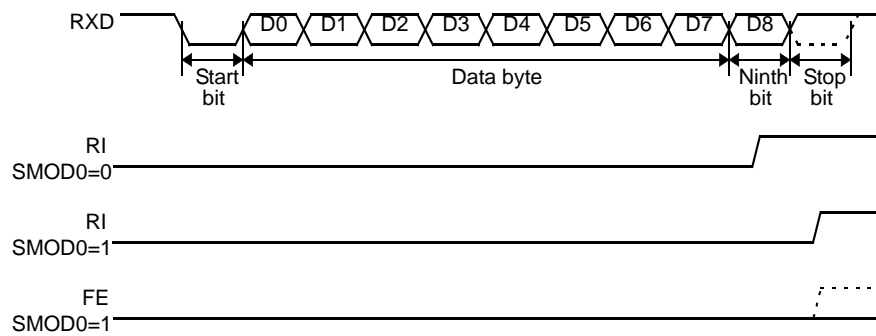 RXD D0 D1 D2 D3 D4 D5 D6 D7 D8
Start bit
Data byte
Ninth bit
Stop bit
RI
SMOD0=0
RI
SMOD0=1
FE
SMOD0=1